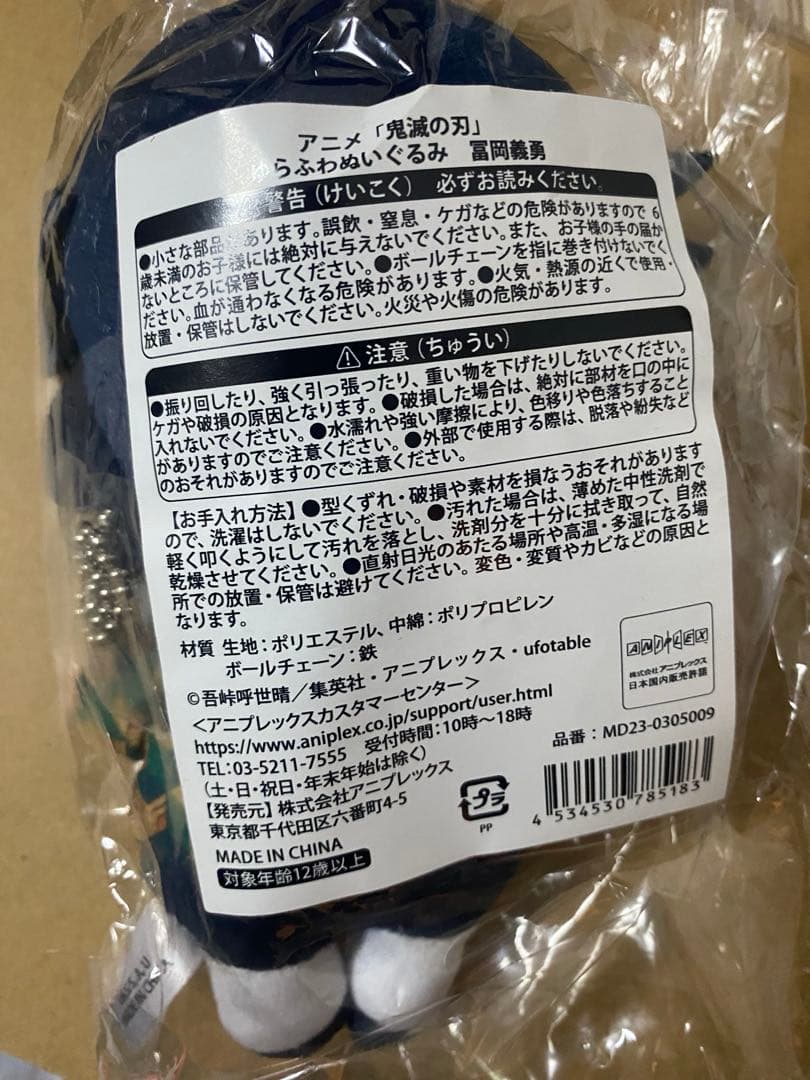 アニメ「鬼滅の刃」
らふわぬいぐるみ 冨岡義勇
警告（けいこく） 必ずお読みください。
●小さな部品 あります。誤飲・窒息・ケガなどの危険がありますので 6
歳未満のお子様には絶対に与えないでください。また、お子様の手の届か
ないところに保管してください。●ボールチェーンを指に巻き付けないでく
ださい。血が通わなくなる危険があります。●火気・熱源の近くで使用・
放置・保管はしないでください。火災や火傷の危険があります。
⚠注意（ちゅうい）
●振り回したり、強く引っ張ったり、重い物を下げたりしないでください。
ケガや破損の原因となります。●破損した場合は、絶対に部材を口の中に
入れないでください。●水濡れや強い摩擦により、色移りや色落ちすること
がありますのでご注意ください。●外部で使用する際は、脱落や紛失など
のおそれがありますのでご注意ください。
【お手入れ方法】●型くずれ・破損や素材を損なうおそれがあります
ので、洗濯はしないでください。●汚れた場合は、薄めた中性洗剤で
軽く叩くようにして汚れを落とし、洗剤分を十分に拭き取って、自然
乾燥させてください。●直射日光のあたる場所や高温・多湿になる場
所での放置・保管は避けてください。変色・変質やカビなどの原因と
なります。
材質 生地：ポリエステル、中綿：ポリプロピレン
ボールチェーン：鉄
©吾峠呼世晴／集英社・アニプレックス・ufotable
＜アニプレックスカスタマーセンター＞
https://www.aniplex.co.jp/support/user.html
TEL：03-5211-7555 受付時間：10時～18時
（土・日・祝日・年末年始は除く）
【発売元】株式会社アニプレックス
東京都千代田区六番町4-5
MADE IN CHINA
対象年齢12歳以上
ANIPLEX
株式会社アニプレックス
日本国内販売許諾
品番：MD23-0305009
プラ
PP
4 534530 785183
MADE IN CHINA